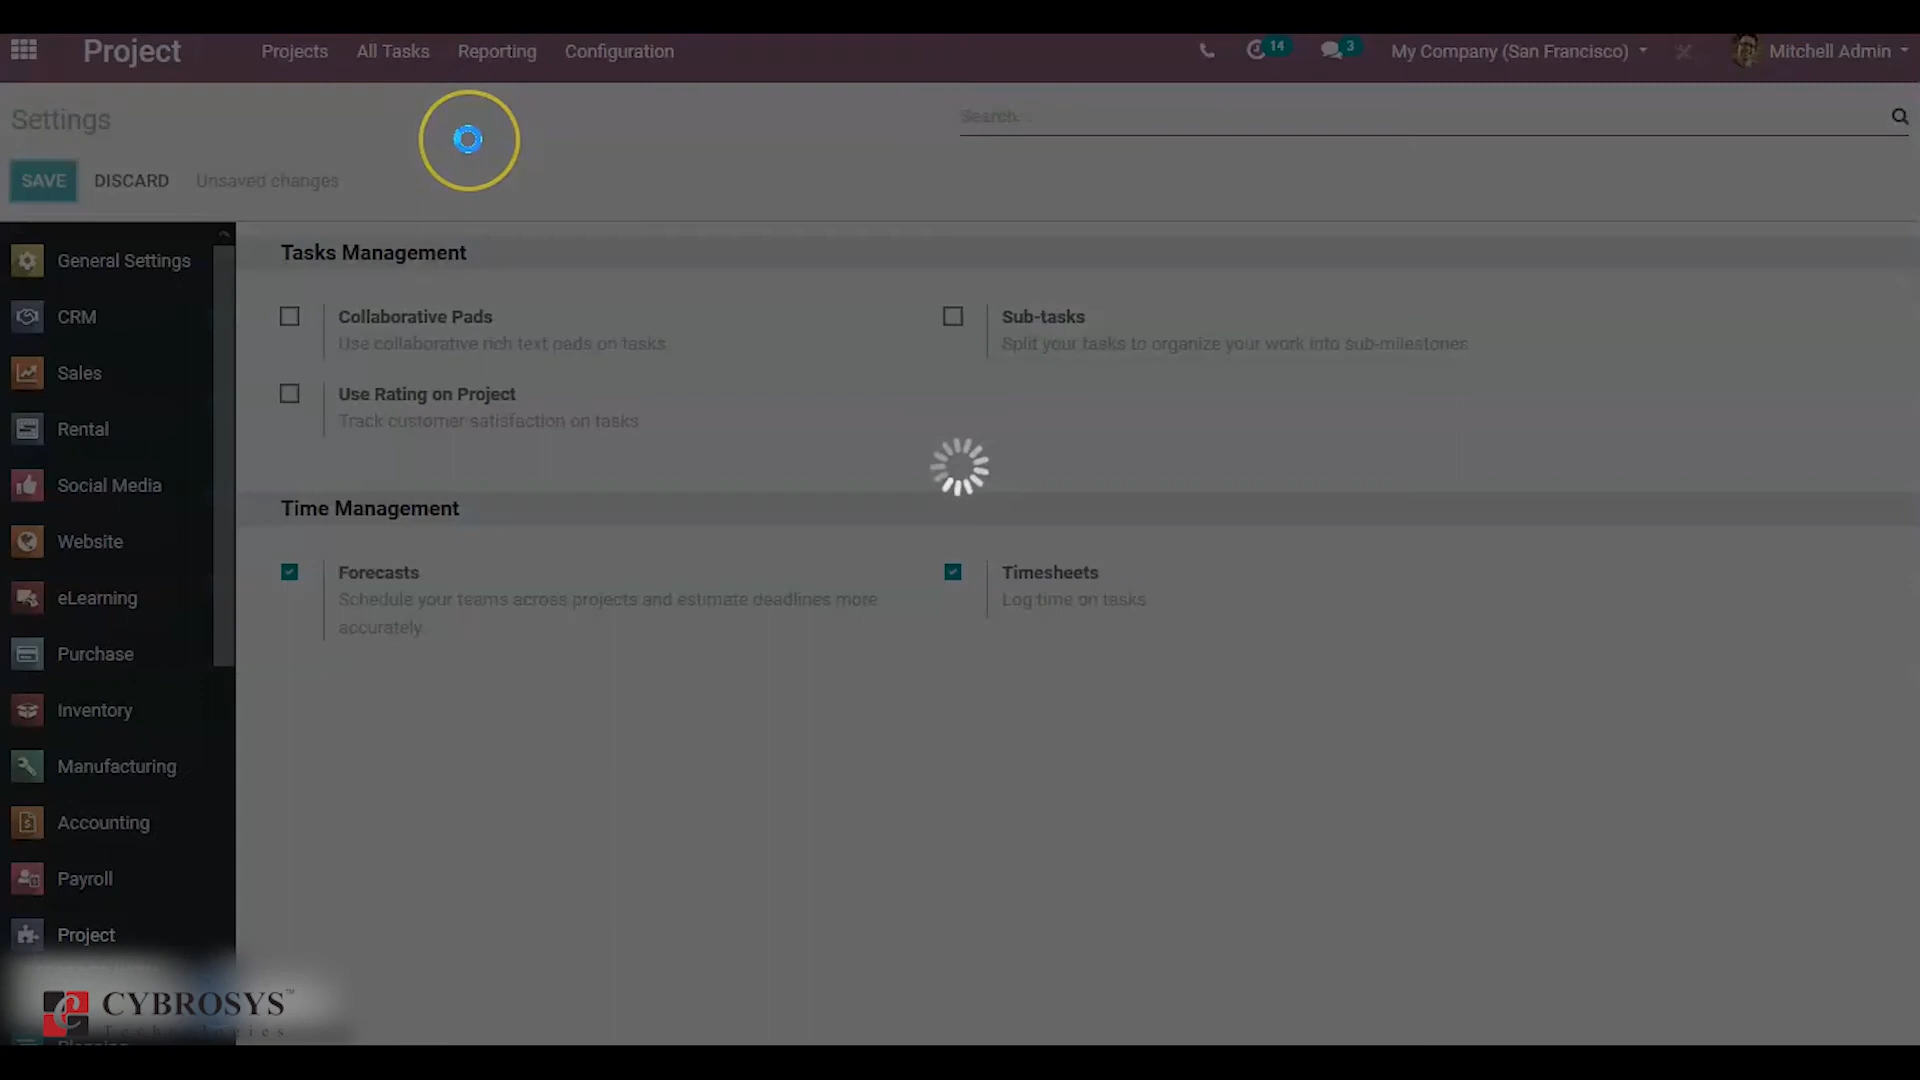 Project
Projects
All Tasks
Reporting
Configuration
14
3
My Company (San Francisco)
Mitchell Admin
Settings
Search...
SAVE
DISCARD
Unsaved changes
General Settings
CRM
Sales
Rental
Social Media
Website
eLearning
Purchase
Inventory
Manufacturing
Accounting
Payroll
Project
Tasks Management
Collaborative Pads
Use collaborative rich text pads on tasks
Sub-tasks
Split your tasks to organize your work into sub-milestones
Use Rating on Project
Track customer satisfaction on tasks
Time Management
Forecasts
Schedule your teams across projects and estimate deadlines more
accurately.
Timesheets
Log time on tasks
CYBROSYS™
Technologies